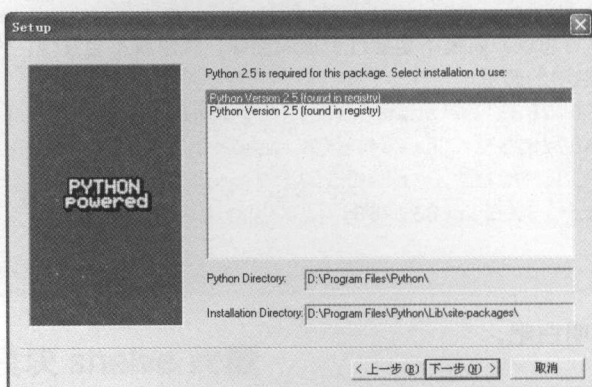 Setup
Python 2.5 is required for this package. Select installation to use:
Python Version 2.5 (found in registry)
Python Version 2.5 (found in registry)
PYTHON
powered
Python Directory: D:\Program Files\Python\
Installation Directory: D:\Program Files\Python\Lib\site-packages\
< 上一步(B) 下一步(N) > 取消